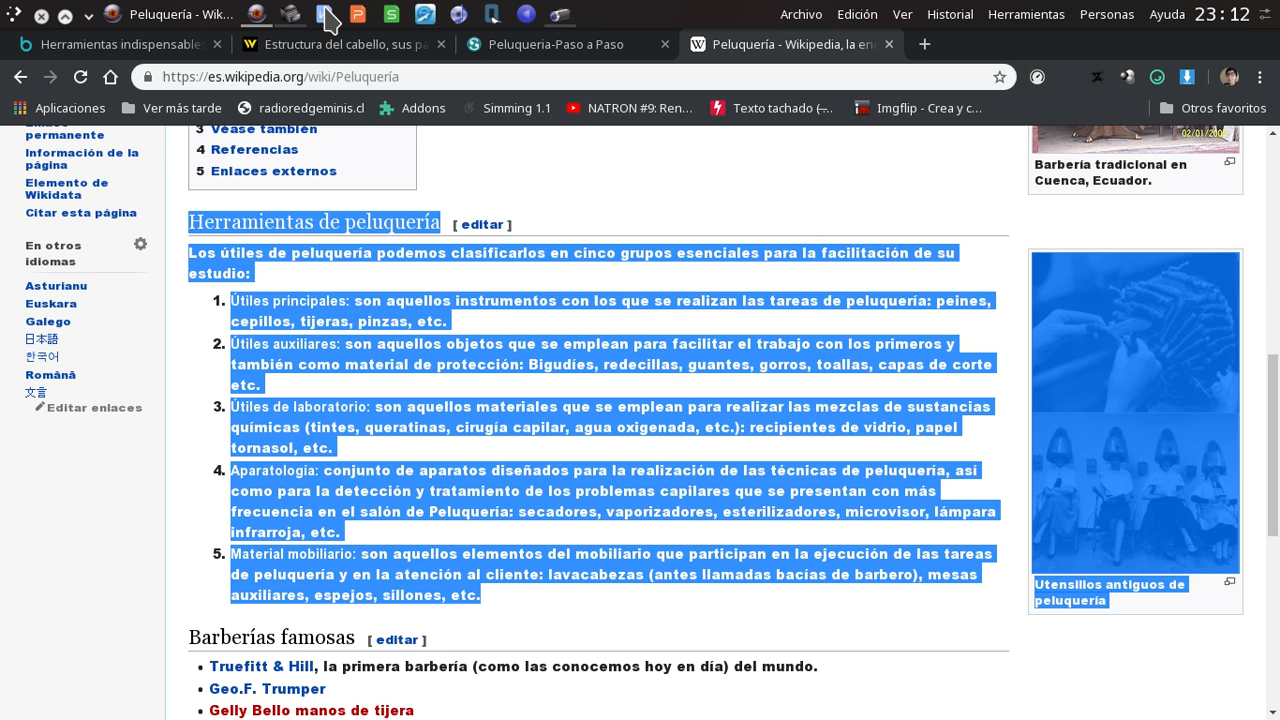 Peluquería - Wik...
Archivo Edición Ver Historial Herramientas Personas Ayuda 23:12
Herramientas indispensables
Estructura del cabello, sus pa
Peluqueria-Paso a Paso
Peluquería - Wikipedia, la en
https://es.wikipedia.org/wiki/Peluquería
Aplicaciones Ver más tarde radioredgeminis.cl Addons Simming 1.1 NATRON #9: Ren... Texto tachado (-... Imgflip - Crea y c... Otros favoritos
permanente
Información de la
página
Elemento de
Wikidata
Citar esta página
En otros
idiomas
Asturianu
Euskara
Galego
日本語
한국어
Română
文言
Editar enlaces
3 Véase también
4 Referencias
5 Enlaces externos
Herramientas de peluquería [ editar ]
Los útiles de peluquería podemos clasificarlos en cinco grupos esenciales para la facilitación de su
estudio:
1. Útiles principales: son aquellos instrumentos con los que se realizan las tareas de peluquería: peines,
cepillos, tijeras, pinzas, etc.
2. Útiles auxiliares: son aquellos objetos que se emplean para facilitar el trabajo con los primeros y
también como material de protección: Bigudíes, redecillas, guantes, gorros, toallas, capas de corte
etc.
3. Útiles de laboratorio: son aquellos materiales que se emplean para realizar las mezclas de sustancias
químicas (tintes, queratinas, cirugía capilar, agua oxigenada, etc.): recipientes de vidrio, papel
tornasol, etc.
4. Aparatología: conjunto de aparatos diseñados para la realización de las técnicas de peluquería, así
como para la detección y tratamiento de los problemas capilares que se presentan con más
frecuencia en el salón de Peluquería: secadores, vaporizadores, esterilizadores, microvisor, lámpara
infrarroja, etc.
5. Material mobiliario: son aquellos elementos del mobiliario que participan en la ejecución de las tareas
de peluquería y en la atención al cliente: lavacabezas (antes llamadas bacías de barbero), mesas
auxiliares, espejos, sillones, etc.
Barberías famosas [ editar ]
• Truefitt & Hill, la primera barbería (como las conocemos hoy en día) del mundo.
• Geo.F. Trumper
• Gelly Bello manos de tijera
Barbería tradicional en
Cuenca, Ecuador.
Utensilios antiguos de
peluquería